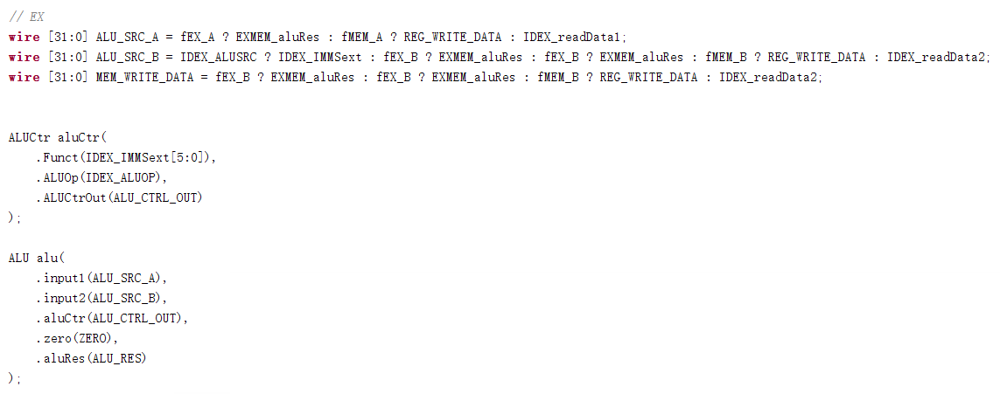 // EX
wire [31:0] ALU_SRC_A = fEX_A ? EXMEM_aluRes : fMEM_A ? REG_WRITE_DATA : IDEX_readData1;
wire [31:0] ALU_SRC_B = IDEX_ALUSRC ? IDEX_IMMSext : fEX_B ? EXMEM_aluRes : fEX_B ? EXMEM_aluRes : fMEM_B ? REG_WRITE_DATA : IDEX_readData2;
wire [31:0] MEM_WRITE_DATA = fEX_B ? EXMEM_aluRes : fEX_B ? EXMEM_aluRes : fMEM_B ? REG_WRITE_DATA : IDEX_readData2;
ALUCtr aluCtr(
    .Funct(IDEX_IMMSext[5:0]),
    .ALUOp(IDEX_ALUOP),
    .ALUCtrOut(ALU_CTRL_OUT)
);
ALU alu(
    .input1(ALU_SRC_A),
    .input2(ALU_SRC_B),
    .aluCtr(ALU_CTRL_OUT),
    .zero(ZERO),
    .aluRes(ALU_RES)
);